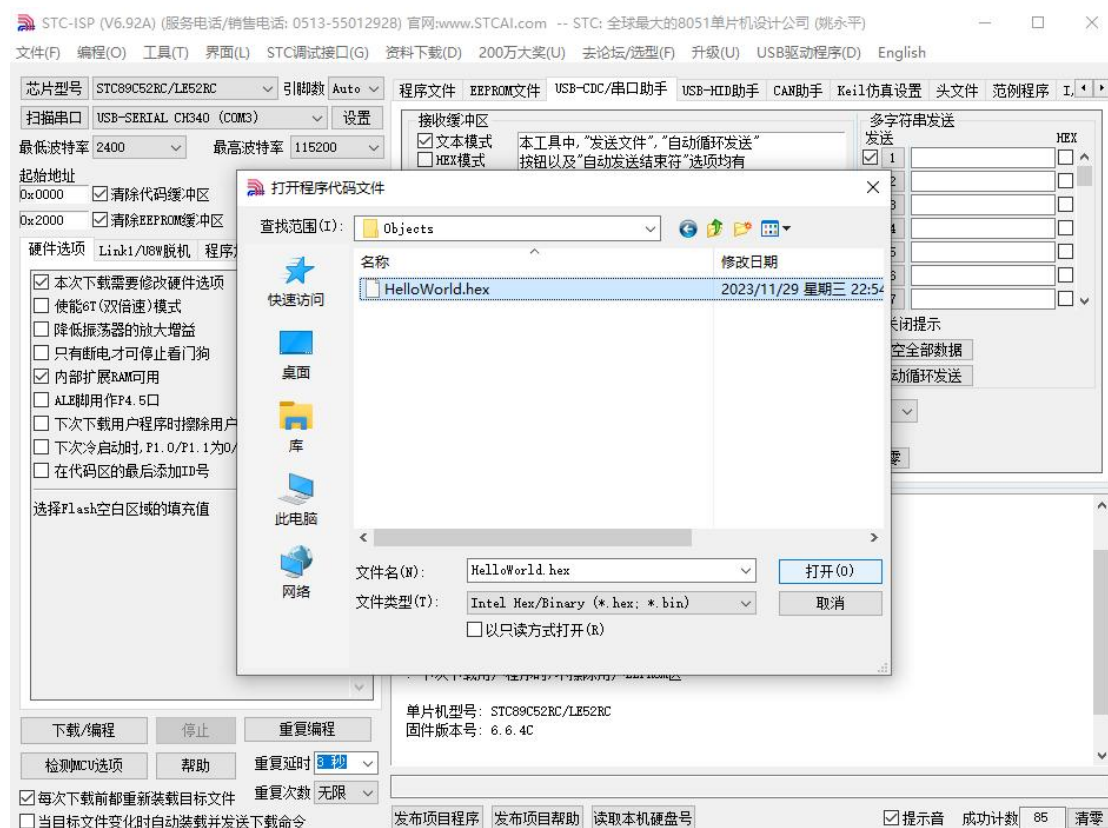 STC-ISP (V6.92A) (服务电话/销售电话: 0513-55012928) 官网:www.STCAI.com -- STC: 全球最大的8051单片机设计公司 (姚永平)
文件(F) 编程(O) 工具(T) 界面(L) STC调试接口(G) 资料下载(D) 200万大奖(U) 去论坛/选型(F) 升级(U) USB驱动程序(D) English
芯片型号 STC89C52RC/LE52RC 引脚数 Auto
程序文件 EEPROM文件 USB-CDC/串口助手 USB-HID助手 CAN助手 Keil仿真设置 头文件 范例程序 I,
扫描串口 USB-SERIAL CH340 (COM3) 设置
最低波特率 2400 最高波特率 115200
起始地址
0x0000 清除代码缓冲区
0x2000 清除EEPROM缓冲区
硬件选项 Link1/U8W脱机 程序
本次下载需要修改硬件选项
使能6T(双倍速)模式
降低振荡器的放大增益
只有断电才可停止看门狗
内部扩展RAM可用
ALE脚用作P4.5口
下次下载用户程序时擦除用户
下次冷启动时,P1.0/P1.1为0/
在代码区的最后添加ID号
选择Flash空白区域的填充值
接收缓冲区
文本模式
HEX模式
本工具中, "发送文件", "自动循环发送"
按钮以及"自动发送结束符"选项均有
多字符串发送
发送 HEX
1
2
3
4
5
6
7
关闭提示
空全部数据
动循环发送
零
打开程序代码文件
查找范围(I): Objects
名称 修改日期
HelloWorld.hex 2023/11/29 星期三 22:54
快速访问
桌面
库
此电脑
网络
文件名(N): HelloWorld.hex 打开(O)
文件类型(T): Intel Hex/Binary (*.hex; *.bin) 取消
以只读方式打开(R)
单片机型号: STC89C52RC/LE52RC
固件版本号: 6.6.4C
下载/编程 停止 重复编程
检测MCU选项 帮助 重复延时 3 秒
每次下载前都重新装载目标文件 重复次数 无限
当目标文件变化时自动装载并发送下载命令
发布项目程序 发布项目帮助 读取本机硬盘号 提示音 成功计数 85 清零